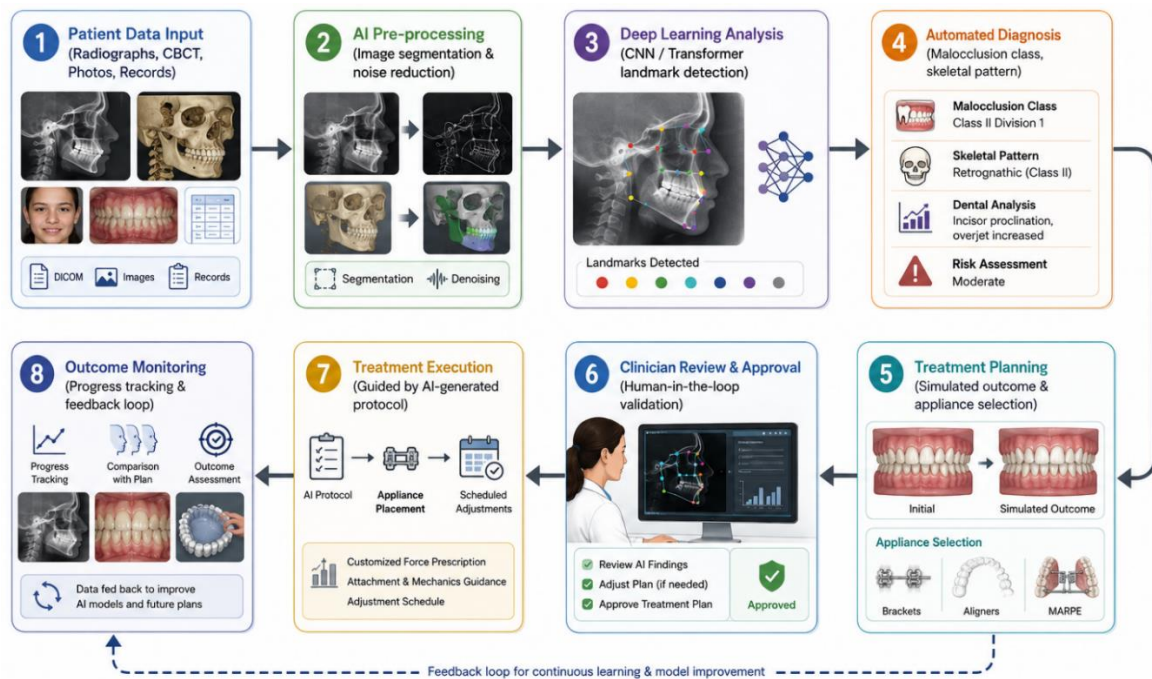 1 Patient Data Input
(Radiographs, CBCT,
Photos, Records)
DICOM Images Records
2 AI Pre-processing
(Image segmentation &
noise reduction)
Segmentation Denoising
3 Deep Learning Analysis
(CNN / Transformer
landmark detection)
Landmarks Detected
4 Automated Diagnosis
(Malocclusion class,
skeletal pattern)
Malocclusion Class
Class II Division 1
Skeletal Pattern
Retrognathic (Class II)
Dental Analysis
Incisor proclination,
overjet increased
Risk Assessment
Moderate
8 Outcome Monitoring
(Progress tracking &
feedback loop)
Progress
Tracking
Comparison
with Plan
Outcome
Assessment
Data fed back to improve
AI models and future plans
7 Treatment Execution
(Guided by AI-generated
protocol)
AI Protocol
Appliance
Placement
Scheduled
Adjustments
Customized Force Prescription
Attachment & Mechanics Guidance
Adjustment Schedule
6 Clinician Review & Approval
(Human-in-the-loop
validation)
Review AI Findings
Adjust Plan (if needed)
Approve Treatment Plan
Approved
5 Treatment Planning
(Simulated outcome &
appliance selection)
Initial
Simulated Outcome
Appliance Selection
Brackets
Aligners
MARPE
Feedback loop for continuous learning & model improvement